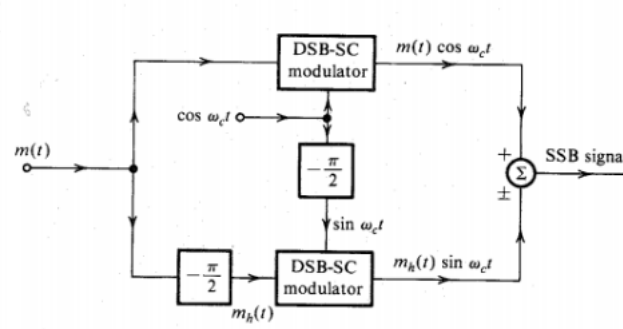 DSB-SC
modulator
m(t) cos ω_c t
cos ω_c t
m(t)
−π/2
sin ω_c t
+
±
Σ
SSB signa
−π/2
m_h(t)
DSB-SC
modulator
m_h(t) sin ω_c t